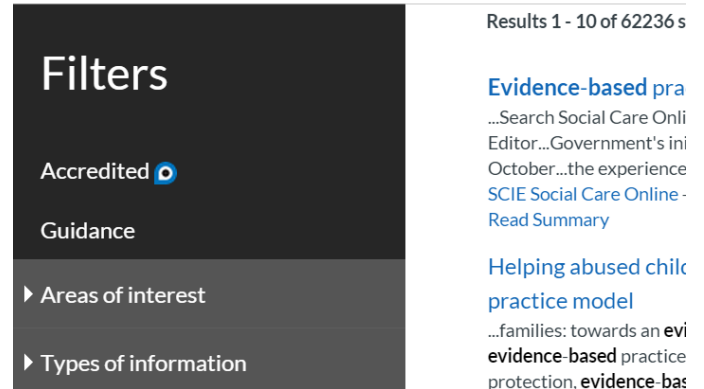 Filters
Accredited
Guidance
Areas of interest
Types of information
Results 1 - 10 of 62236 s
Evidence-based pra
...Search Social Care Onli
Editor...Government's ini
October...the experience
SCIE Social Care Online -
Read Summary
Helping abused chilc
practice model
...families: towards an evi
evidence-based practice
protection, evidence-bas